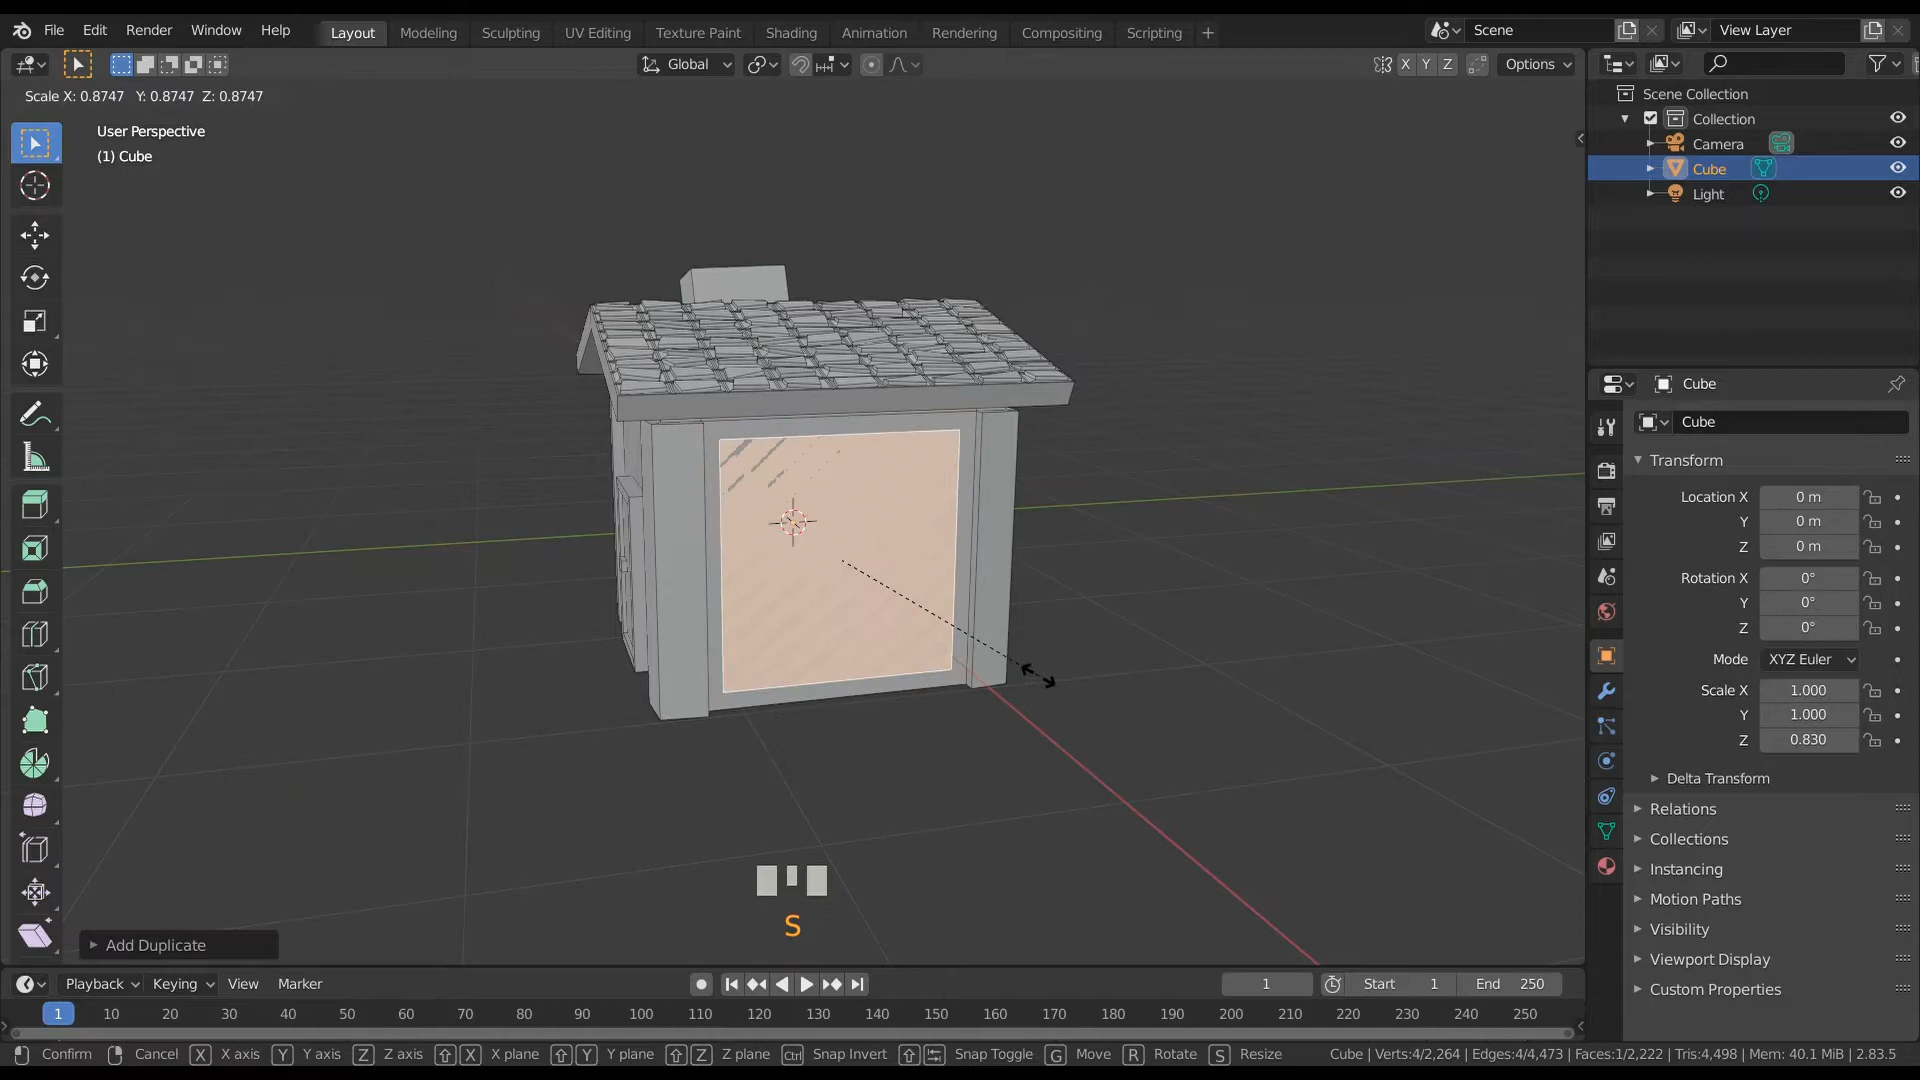 File Edit Render Window Help Layout Modeling Sculpting UV Editing Texture Paint Shading Animation Rendering Compositing Scripting + Scene View Layer
Global X Y Z Options
Scale X: 0.8747 Y: 0.8747 Z: 0.8747
User Perspective
(1) Cube
Scene Collection
Collection
Camera
Cube
Light
Cube
Cube
Transform
Location X 0 m
Y 0 m
Z 0 m
Rotation X 0°
Y 0°
Z 0°
Mode XYZ Euler
Scale X 1.000
Y 1.000
Z 0.830
Delta Transform
Relations
Collections
Instancing
Motion Paths
Visibility
Viewport Display
Custom Properties
S
Add Duplicate
Playback Keying View Marker 1 Start 1 End 250
1 10 20 30 40 50 60 70 80 90 100 110 120 130 140 150 160 170 180 190 200 210 220 230 240 250
Confirm Cancel X X axis Y Y axis Z Z axis X X plane Y Y plane Z Z plane Ctrl Snap Invert Snap Toggle G Move R Rotate S Resize Cube | Verts:4/2,264 | Edges:4/4,473 | Faces:1/2,222 | Tris:4,498 | Mem: 40.1 MiB | 2.83.5